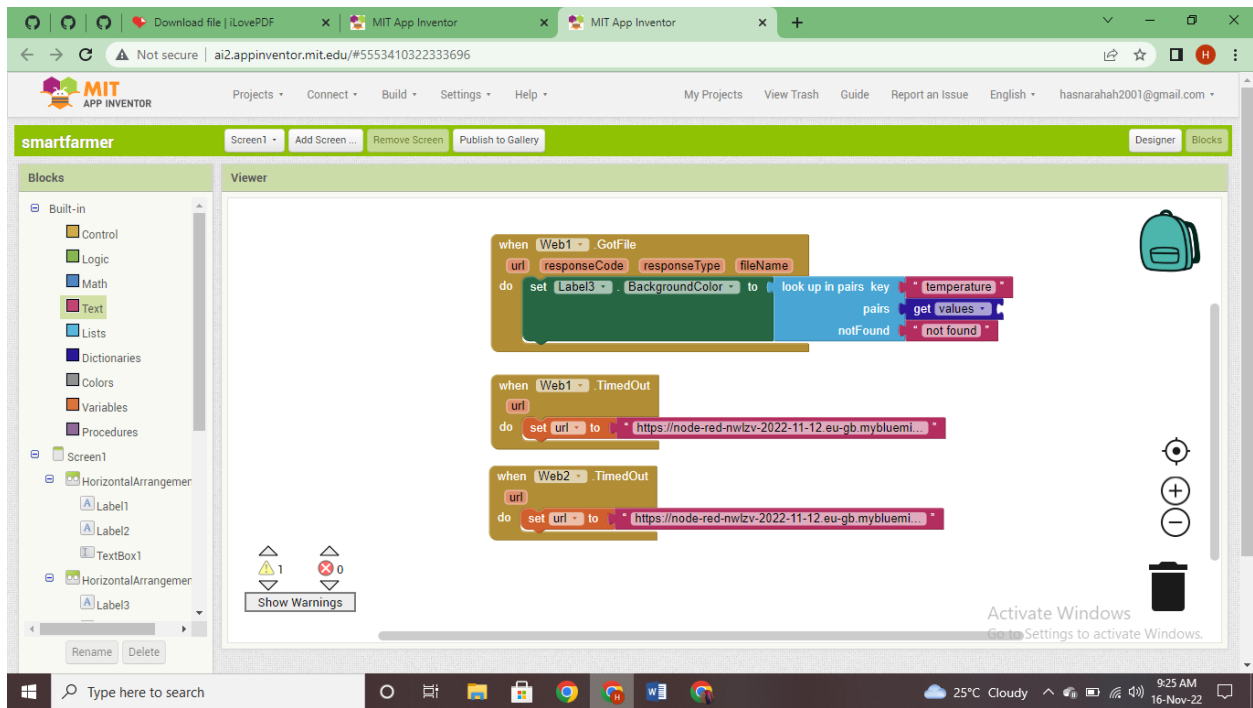 Download file | iLovePDF
MIT App Inventor
MIT App Inventor
Not secure
ai2.appinventor.mit.edu/#5553410322333696
H
MIT
APP INVENTOR
Projects
Connect
Build
Settings
Help
My Projects
View Trash
Guide
Report an Issue
English
hasnarahah2001@gmail.com
smartfarmer
Screen1
Add Screen ...
Remove Screen
Publish to Gallery
Designer
Blocks
Blocks
Viewer
Built-in
Control
Logic
Math
Text
Lists
Dictionaries
Colors
Variables
Procedures
Screen1
HorizontalArrangemen
A Label1
A Label2
I TextBox1
HorizontalArrangemen
A Label3
Rename
Delete
when Web1 .GotFile
url responseCode responseType fileName
do set Label3 . BackgroundColor to look up in pairs key " temperature "
pairs get values
notFound " not found "
when Web1 .TimedOut
url
do set url to " https://node-red-nwlzv-2022-11-12.eu-gb.mybluemi... "
when Web2 .TimedOut
url
do set url to " https://node-red-nwlzv-2022-11-12.eu-gb.mybluemi... "
1
0
Show Warnings
Activate Windows
Go to Settings to activate Windows.
Type here to search
H
W
25°C Cloudy
9:25 AM
16-Nov-22